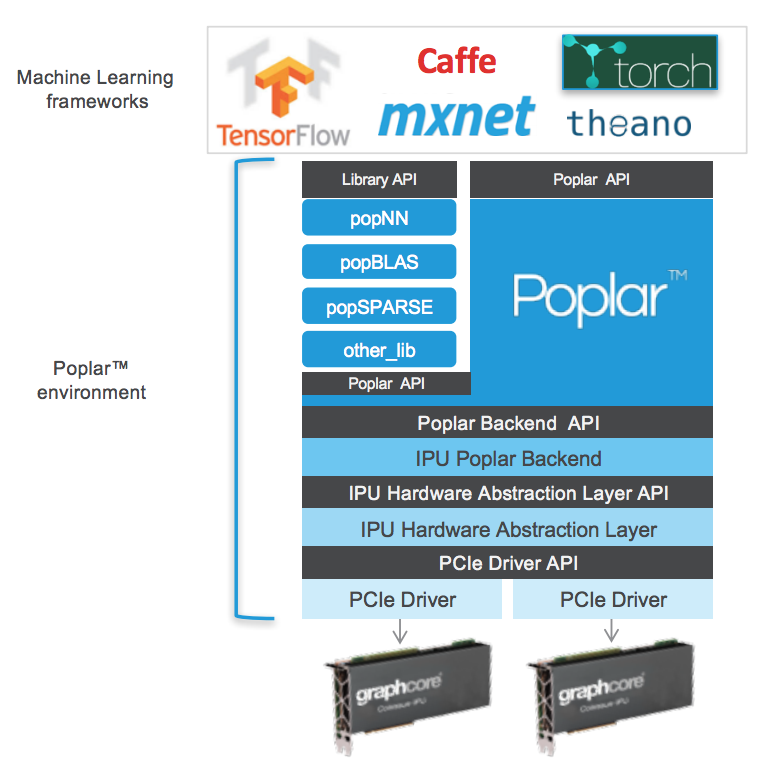 Machine Learning
frameworks
TensorFlow
Caffe
torch
mxnet
theano
Library API
Poplar API
popNN
popBLAS
popSPARSE
other_lib
Poplar API
Poplar™
Poplar™
environment
Poplar Backend API
IPU Poplar Backend
IPU Hardware Abstraction Layer API
IPU Hardware Abstraction Layer
PCIe Driver API
PCIe Driver
PCIe Driver
graphcore
Colossus IPU
graphcore
Colossus IPU